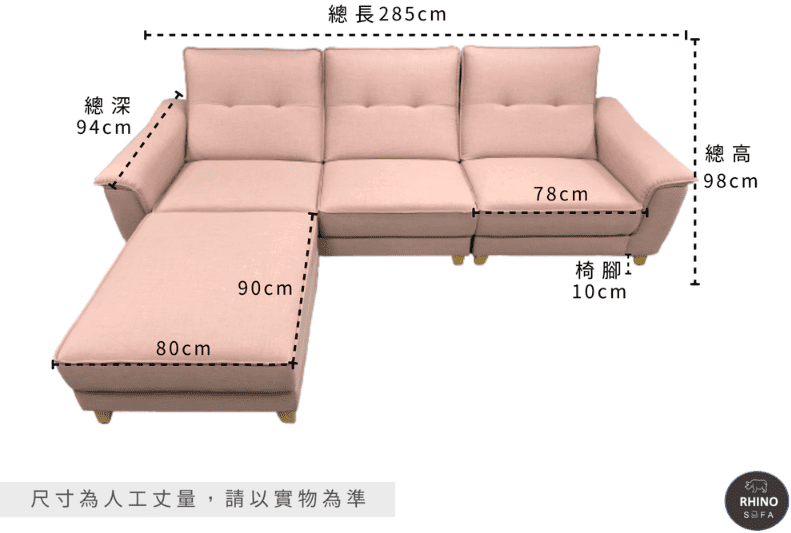 總長285cm
總深
94cm
總高
98cm
78cm
椅腳
10cm
90cm
80cm
尺寸為人工丈量，請以實物為準
RHINO
SOFA